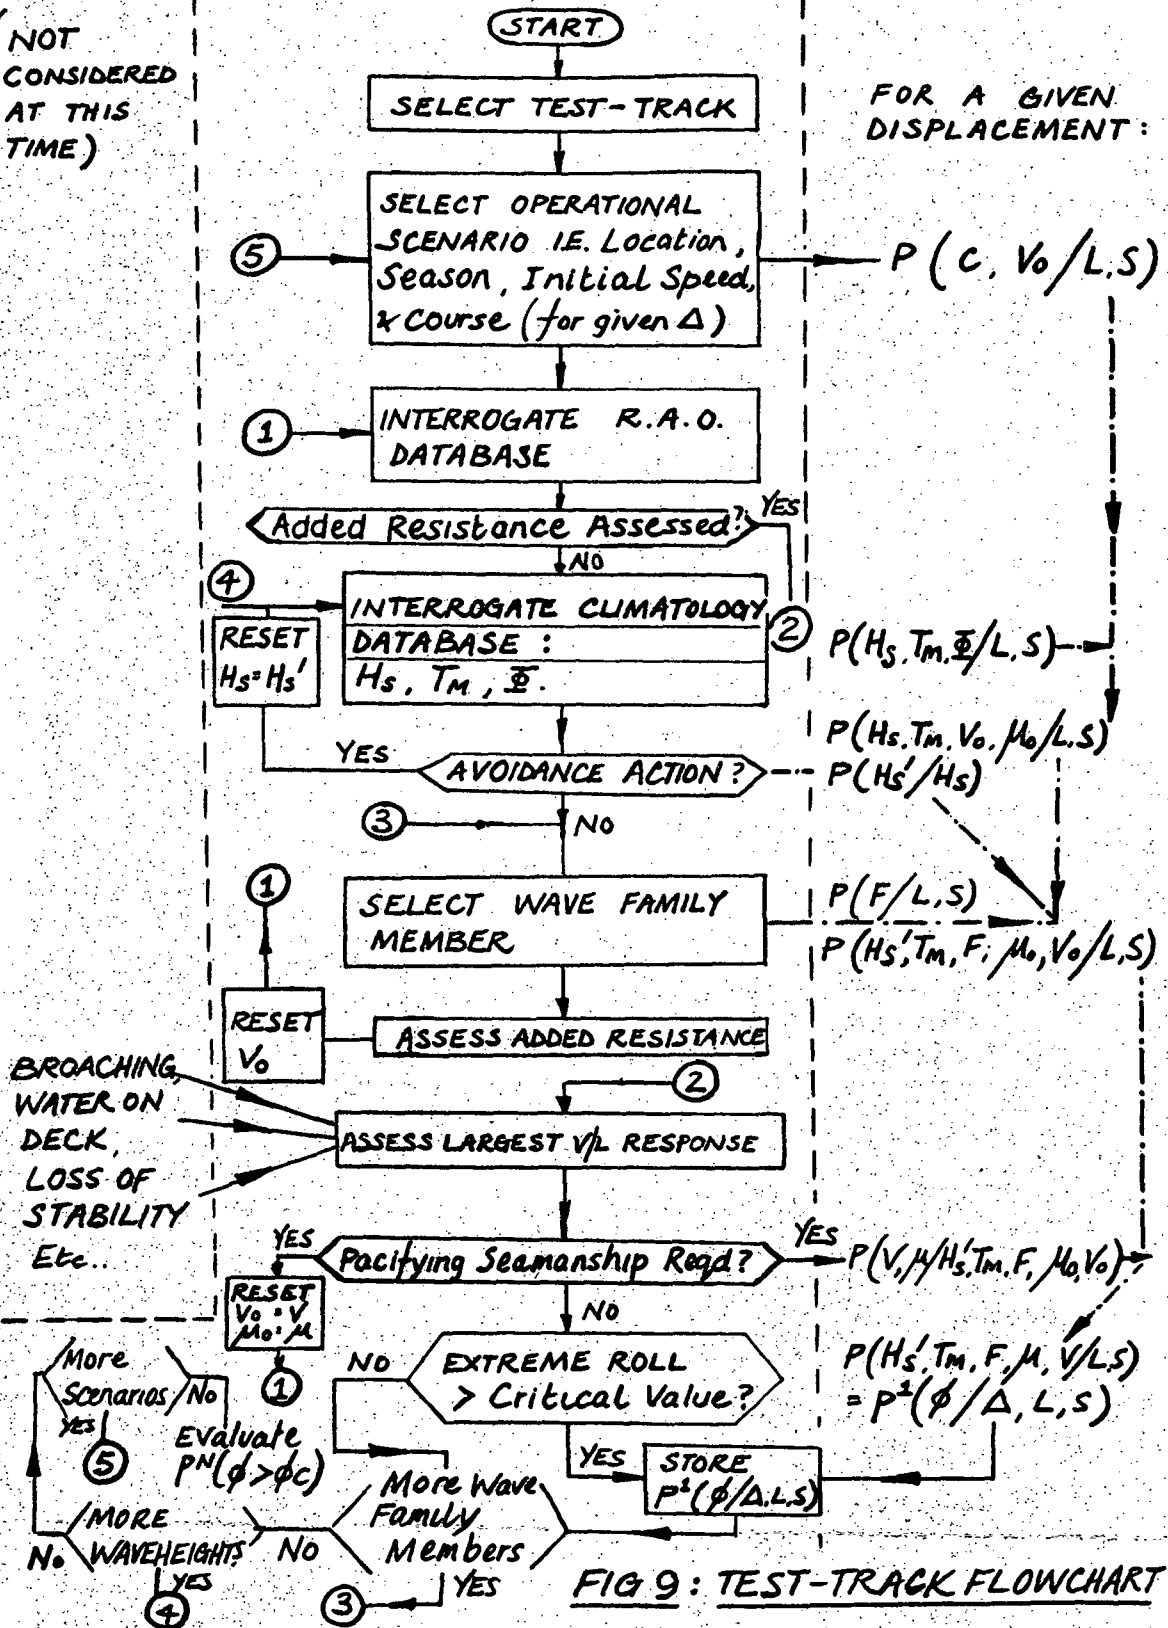 NOT
CONSIDERED
AT THIS
TIME)
START
SELECT TEST-TRACK
FOR A GIVEN
DISPLACEMENT:
SELECT OPERATIONAL
SCENARIO I.E. Location,
Season, Initial Speed,
& Course (for given Δ)
5
P(C, V₀/L,S)
1
INTERROGATE R.A.O.
DATABASE
Added Resistance Assessed?
YES
NO
4
INTERROGATE CLIMATOLOGY
DATABASE :
Hs, TM, Φ.
2
RESET
Hs=Hs'
P(Hs,Tm,Φ/L,S)
P(Hs,Tm,V₀,μ₀/L,S)
YES
AVOIDANCE ACTION?
P(Hs'/Hs)
3
NO
1
SELECT WAVE FAMILY
MEMBER
P(F/L,S)
P(Hs',Tm,F,μ₀,V₀/L,S)
RESET
V₀
ASSESS ADDED RESISTANCE
2
BROACHING,
WATER ON
DECK,
LOSS OF
STABILITY
Etc..
ASSESS LARGEST V/L RESPONSE
YES
Pacifying Seamanship Reqd?
YES
P(V,μ/Hs',Tm,F,μ₀,V₀)
RESET
V₀=V
μ₀=μ
1
NO
NO
EXTREME ROLL
> Critical Value?
P(Hs',Tm,F,μ,V/L,S)
= P¹(φ/Δ,L,S)
More
Scenarios
No
YES
5
Evaluate
Pᴺ(φ>φc)
YES
STORE
P¹(φ/Δ,L,S)
More Wave
Family
Members
NO
YES
3
MORE
WAVEHEIGHTS
No
YES
4
FIG 9: TEST-TRACK FLOWCHART